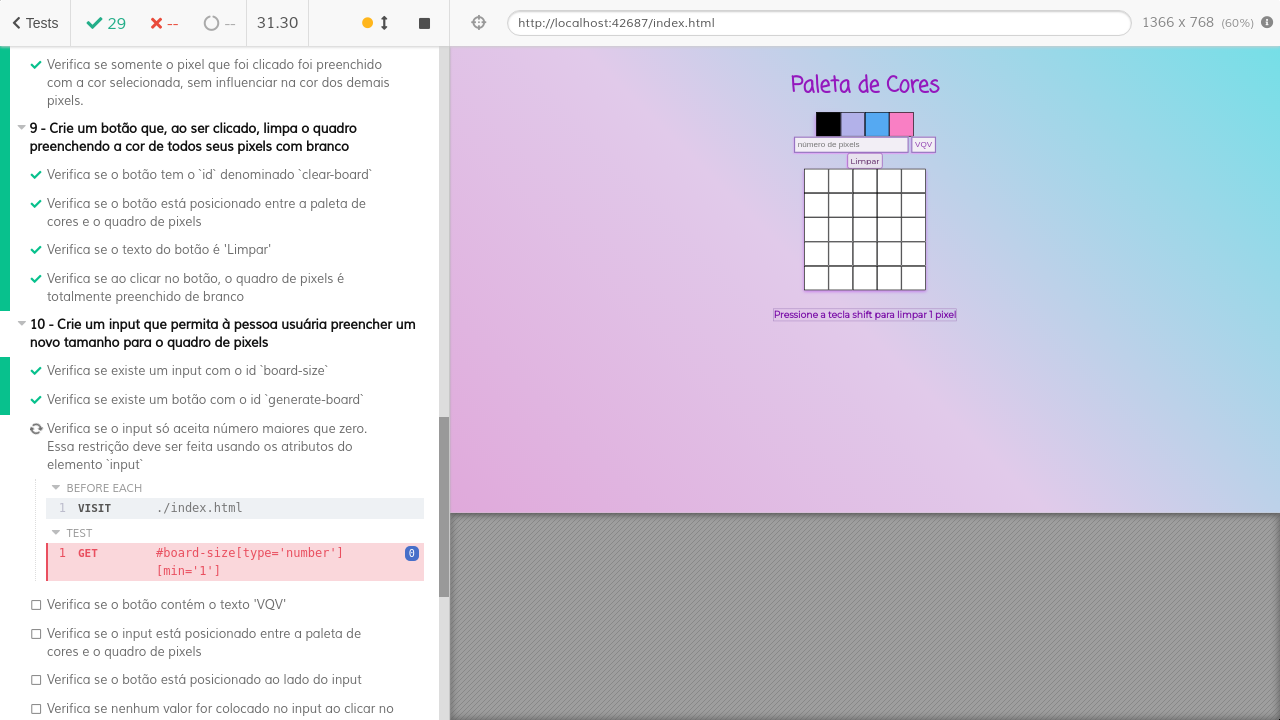 Tests
29
--
--
31.30
http://localhost:42687/index.html
1366 x 768 (60%)
Verifica se somente o pixel que foi clicado foi preenchido
com a cor selecionada, sem influenciar na cor dos demais
pixels.
9 - Crie um botão que, ao ser clicado, limpa o quadro
preenchendo a cor de todos seus pixels com branco
Verifica se o botão tem o `id` denominado `clear-board`
Verifica se o botão está posicionado entre a paleta de
cores e o quadro de pixels
Verifica se o texto do botão é 'Limpar'
Verifica se ao clicar no botão, o quadro de pixels é
totalmente preenchido de branco
10 - Crie um input que permita à pessoa usuária preencher um
novo tamanho para o quadro de pixels
Verifica se existe um input com o id `board-size`
Verifica se existe um botão com o id `generate-board`
Verifica se o input só aceita número maiores que zero.
Essa restrição deve ser feita usando os atributos do
elemento `input`
BEFORE EACH
1 VISIT ./index.html
TEST
1 GET #board-size[type='number'] 0
[min='1']
Verifica se o botão contém o texto 'VQV'
Verifica se o input está posicionado entre a paleta de
cores e o quadro de pixels
Verifica se o botão está posicionado ao lado do input
Verifica se nenhum valor for colocado no input ao clicar no
Paleta de Cores
número de pixels VQV
Limpar
Pressione a tecla shift para limpar 1 pixel